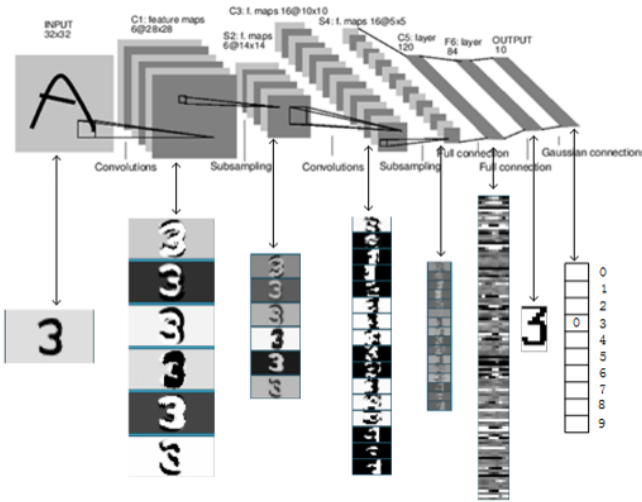 INPUT
32x32
C1: feature maps
6@28x28
S2: f. maps
6@14x14
C3: f. maps 16@10x10
S4: f. maps 16@5x5
C5: layer
120
F6: layer
84
OUTPUT
10
Convolutions
Subsampling
Convolutions
Subsampling
Full connection
Full connection
Gaussian connections
0
1
2
0 3
4
5
6
7
8
9